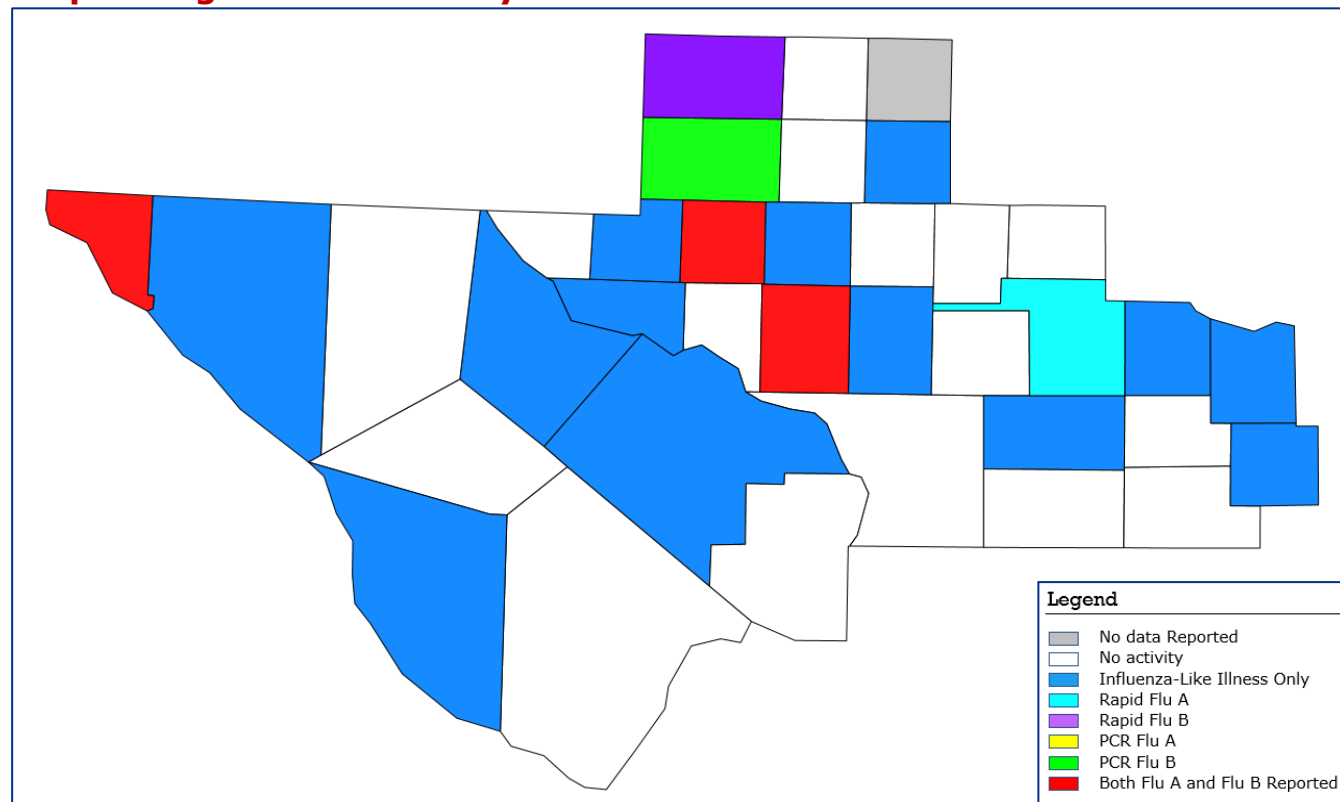 Legend
No data Reported
No activity
Influenza-Like Illness Only
Rapid Flu A
Rapid Flu B
PCR Flu A
PCR Flu B
Both Flu A and Flu B Reported